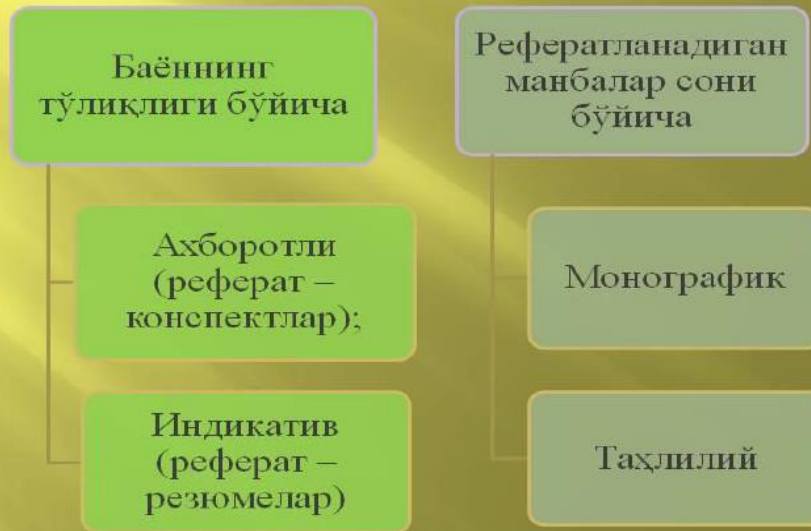 Баённинг
тўлиқлиги бўйича
Ахборотли
(реферат –
конспектлар);
Индикатив
(реферат –
резюмелар)
Рефератланадиган
манбалар сони
бўйича
Монографик
Таҳлилий